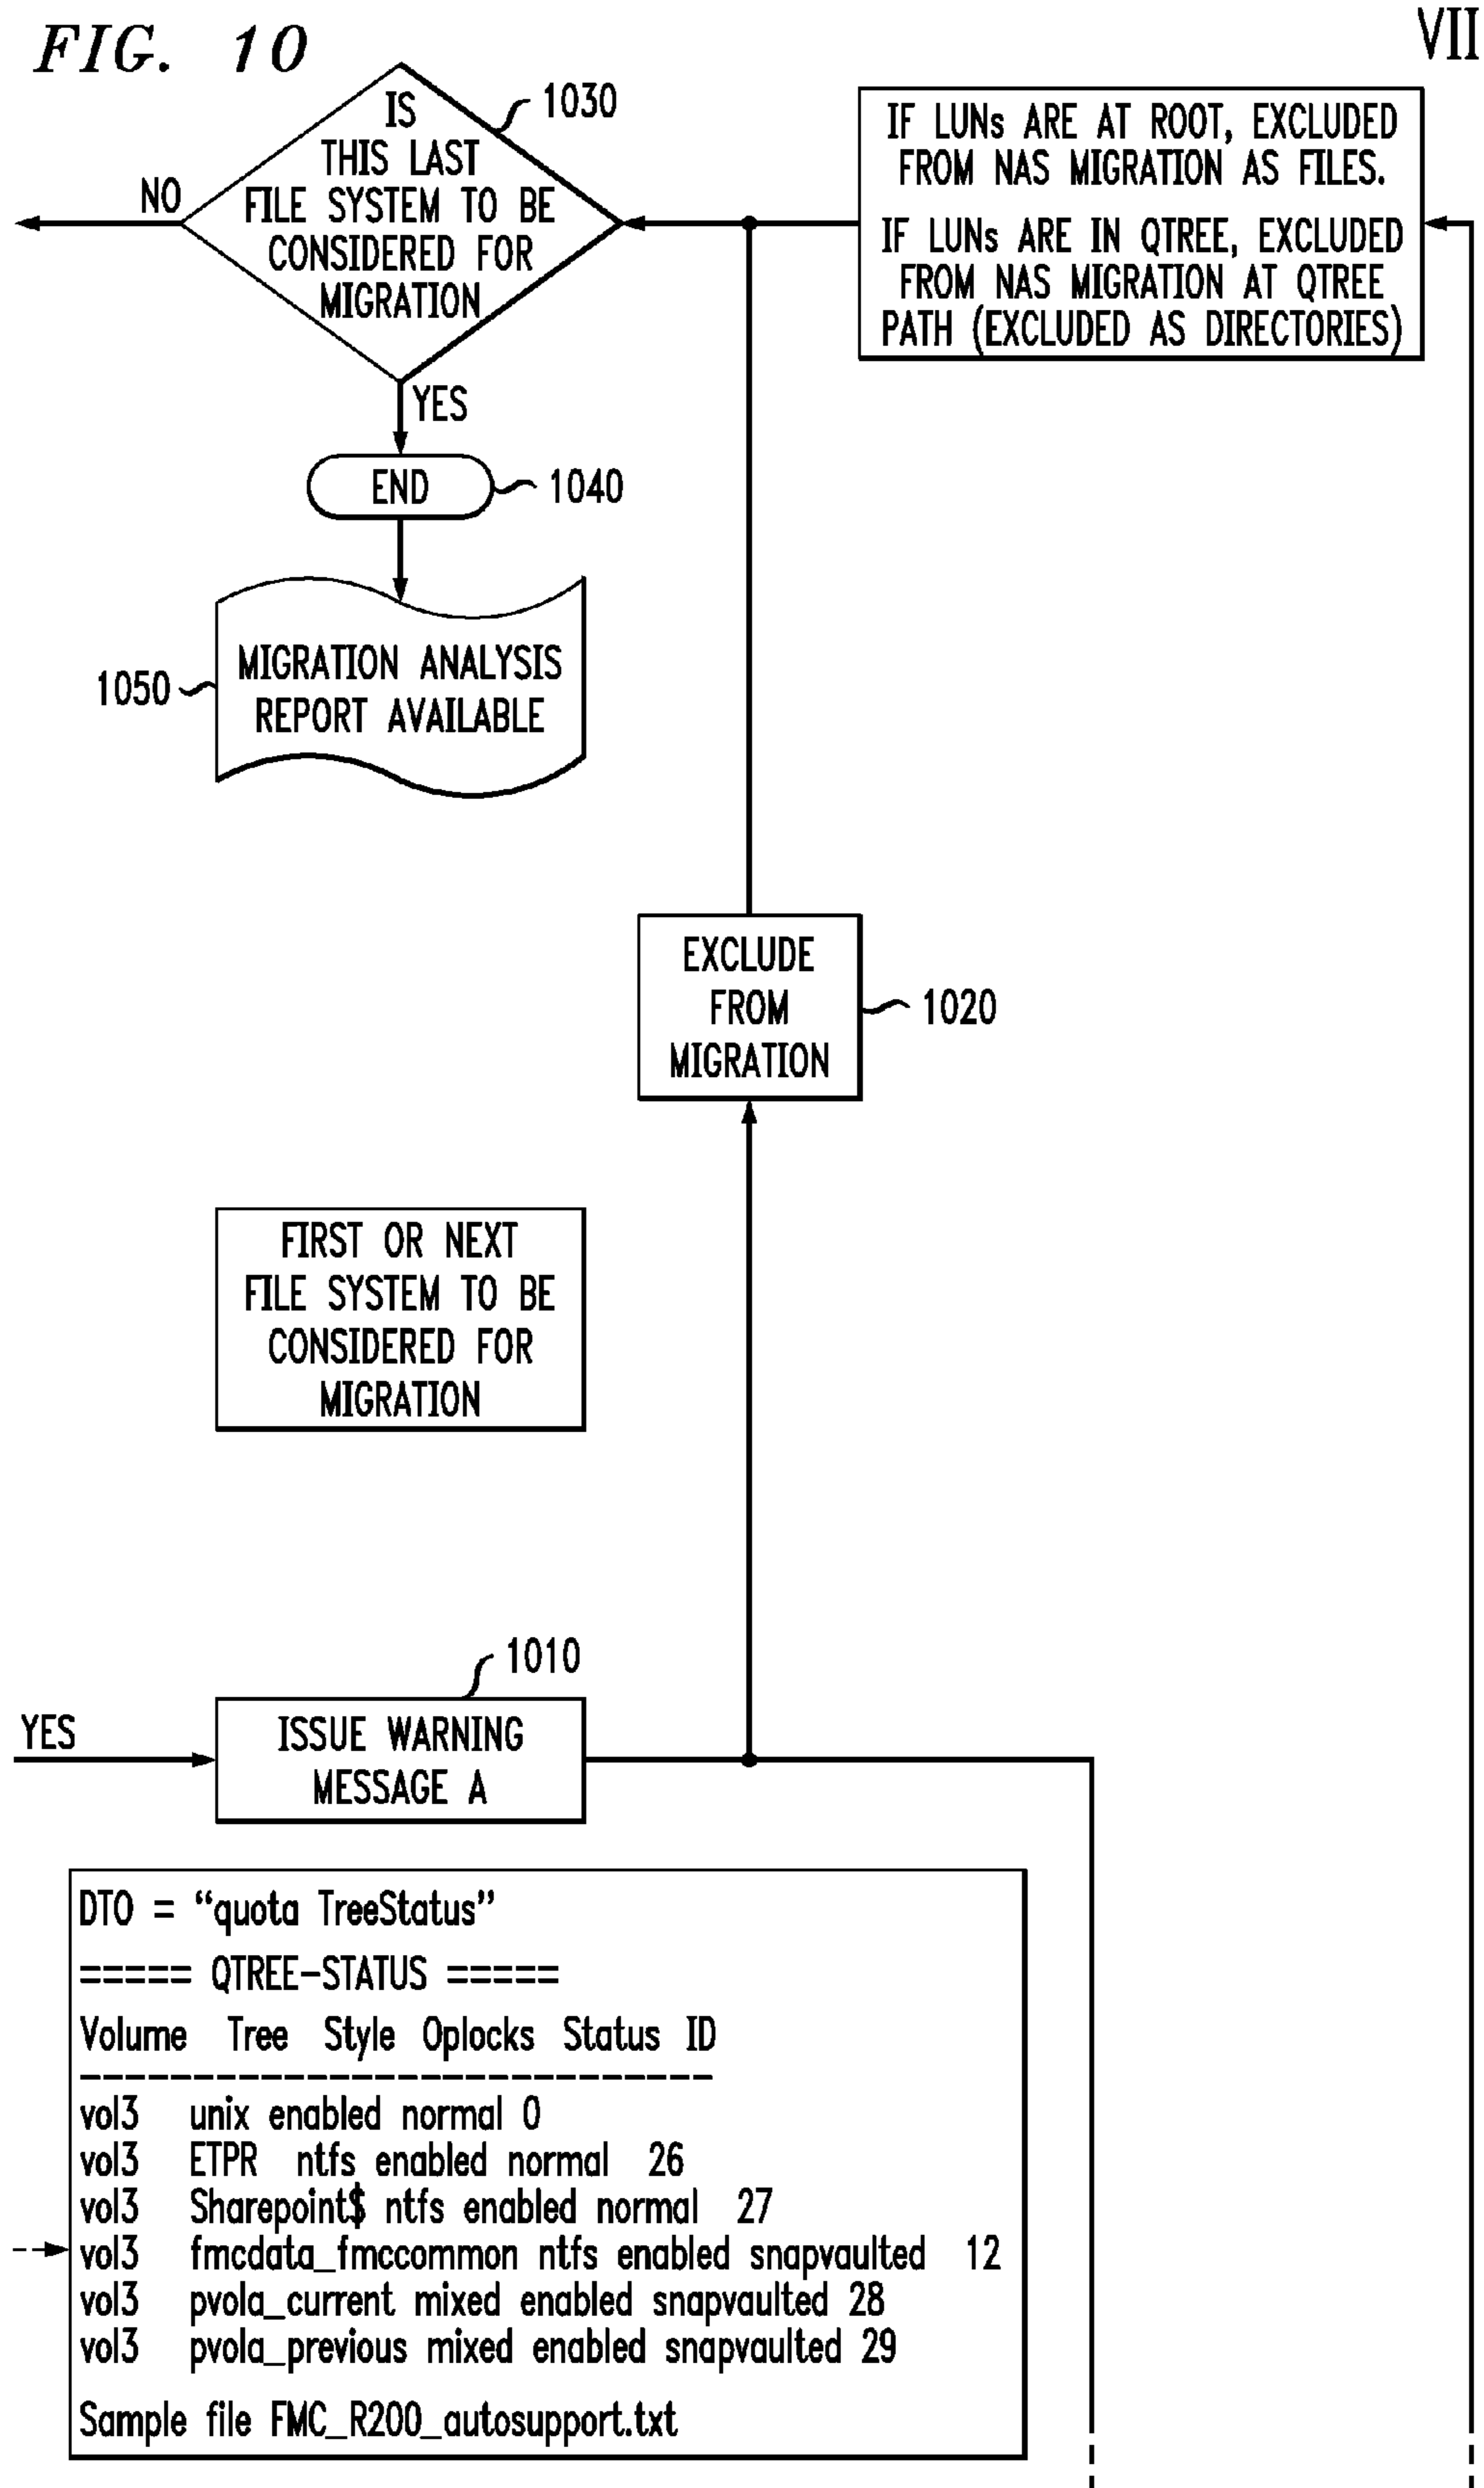 FIG. 10
VII
IS
THIS LAST
FILE SYSTEM TO BE
CONSIDERED FOR
MIGRATION
1030
NO
IF LUNs ARE AT ROOT, EXCLUDED
FROM NAS MIGRATION AS FILES.
IF LUNs ARE IN QTREE, EXCLUDED
FROM NAS MIGRATION AT QTREE
PATH (EXCLUDED AS DIRECTORIES)
YES
END
1040
MIGRATION ANALYSIS
REPORT AVAILABLE
1050
EXCLUDE
FROM
MIGRATION
1020
FIRST OR NEXT
FILE SYSTEM TO BE
CONSIDERED FOR
MIGRATION
1010
YES
ISSUE WARNING
MESSAGE A
DTO = “quota TreeStatus”
===== QTREE-STATUS =====
Volume Tree Style Oplocks Status ID
----------------------------
vol3 unix enabled normal 0
vol3 ETPR ntfs enabled normal 26
vol3 Sharepoint$ ntfs enabled normal 27
vol3 fmcdata_fmccommon ntfs enabled snapvaulted 12
vol3 pvola_current mixed enabled snapvaulted 28
vol3 pvola_previous mixed enabled snapvaulted 29
Sample file FMC_R200_autosupport.txt